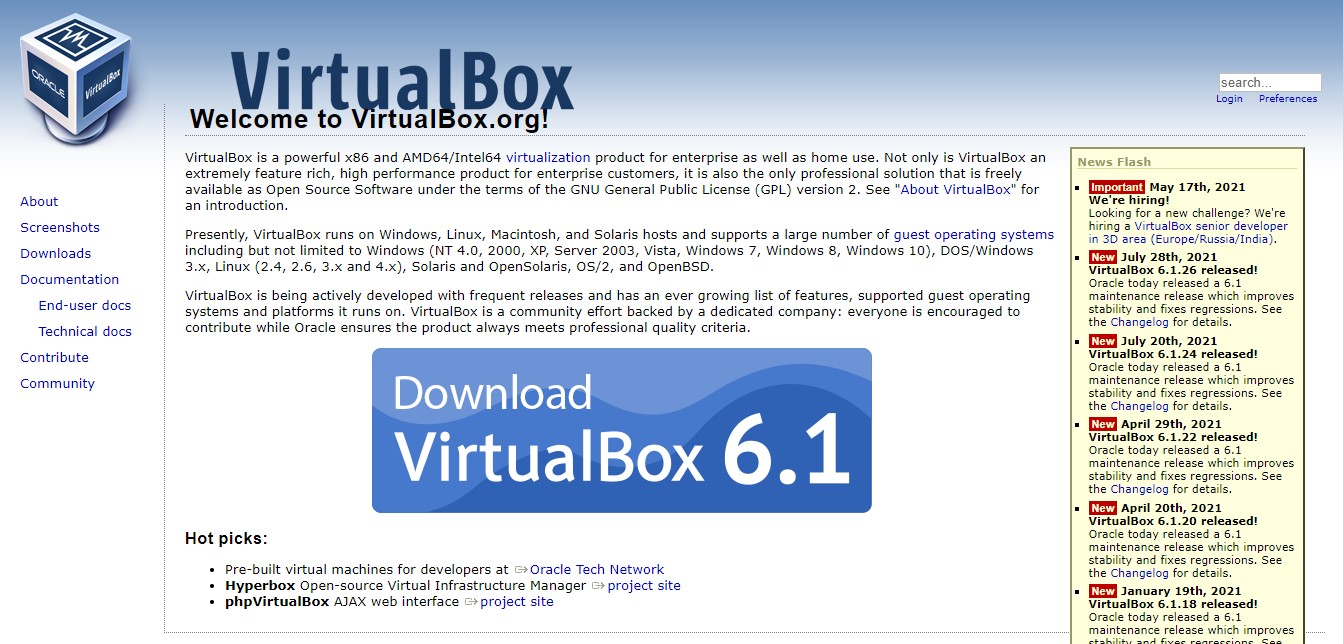 ORACLE
VirtualBox
VirtualBox
search...
Login Preferences
Welcome to VirtualBox.org!
About
Screenshots
Downloads
Documentation
End-user docs
Technical docs
Contribute
Community
VirtualBox is a powerful x86 and AMD64/Intel64 virtualization product for enterprise as well as home use. Not only is VirtualBox an
extremely feature rich, high performance product for enterprise customers, it is also the only professional solution that is freely
available as Open Source Software under the terms of the GNU General Public License (GPL) version 2. See "About VirtualBox" for
an introduction.
Presently, VirtualBox runs on Windows, Linux, Macintosh, and Solaris hosts and supports a large number of guest operating systems
including but not limited to Windows (NT 4.0, 2000, XP, Server 2003, Vista, Windows 7, Windows 8, Windows 10), DOS/Windows
3.x, Linux (2.4, 2.6, 3.x and 4.x), Solaris and OpenSolaris, OS/2, and OpenBSD.
VirtualBox is being actively developed with frequent releases and has an ever growing list of features, supported guest operating
systems and platforms it runs on. VirtualBox is a community effort backed by a dedicated company: everyone is encouraged to
contribute while Oracle ensures the product always meets professional quality criteria.
Download
VirtualBox 6.1
Hot picks:
Pre-built virtual machines for developers at Oracle Tech Network
Hyperbox Open-source Virtual Infrastructure Manager project site
phpVirtualBox AJAX web interface project site
News Flash
Important May 17th, 2021
We're hiring!
Looking for a new challenge? We're
hiring a VirtualBox senior developer
in 3D area (Europe/Russia/India).
New July 28th, 2021
VirtualBox 6.1.26 released!
Oracle today released a 6.1
maintenance release which improves
stability and fixes regressions. See
the Changelog for details.
New July 20th, 2021
VirtualBox 6.1.24 released!
Oracle today released a 6.1
maintenance release which improves
stability and fixes regressions. See
the Changelog for details.
New April 29th, 2021
VirtualBox 6.1.22 released!
Oracle today released a 6.1
maintenance release which improves
stability and fixes regressions. See
the Changelog for details.
New April 20th, 2021
VirtualBox 6.1.20 released!
Oracle today released a 6.1
maintenance release which improves
stability and fixes regressions. See
the Changelog for details.
New January 19th, 2021
VirtualBox 6.1.18 released!
Oracle today released a 6.1
maintenance release which improves
stability and fixes regressions. See